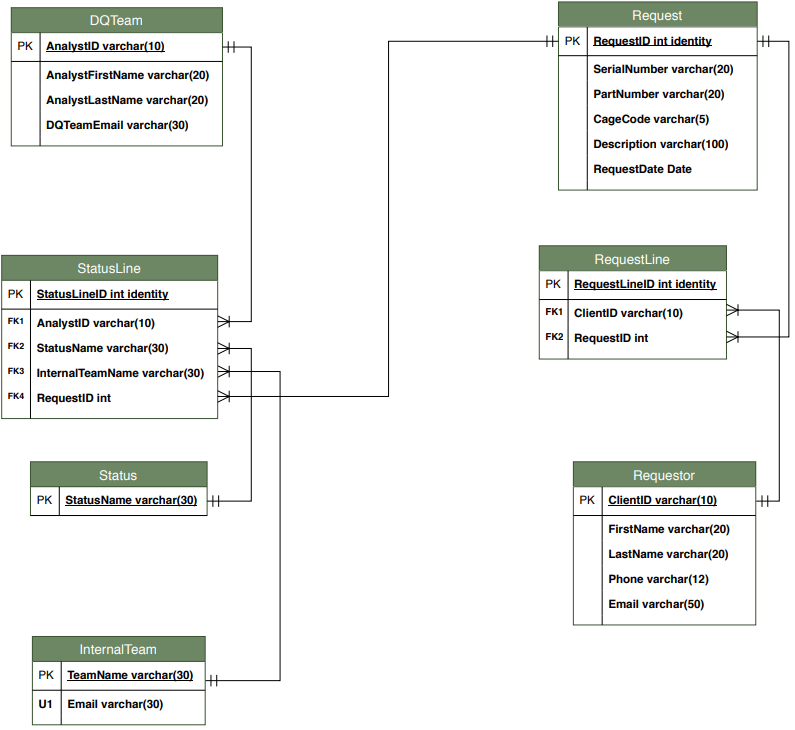 DQTeam
PK AnalystID varchar(10)
AnalystFirstName varchar(20)
AnalystLastName varchar(20)
DQTeamEmail varchar(30)
Request
PK RequestID int identity
SerialNumber varchar(20)
PartNumber varchar(20)
CageCode varchar(5)
Description varchar(100)
RequestDate Date
StatusLine
PK StatusLineID int identity
FK1 AnalystID varchar(10)
FK2 StatusName varchar(30)
FK3 InternalTeamName varchar(30)
FK4 RequestID int
RequestLine
PK RequestLineID int identity
FK1 ClientID varchar(10)
FK2 RequestID int
Status
PK StatusName varchar(30)
Requestor
PK ClientID varchar(10)
FirstName varchar(20)
LastName varchar(20)
Phone varchar(12)
Email varchar(50)
InternalTeam
PK TeamName varchar(30)
U1 Email varchar(30)